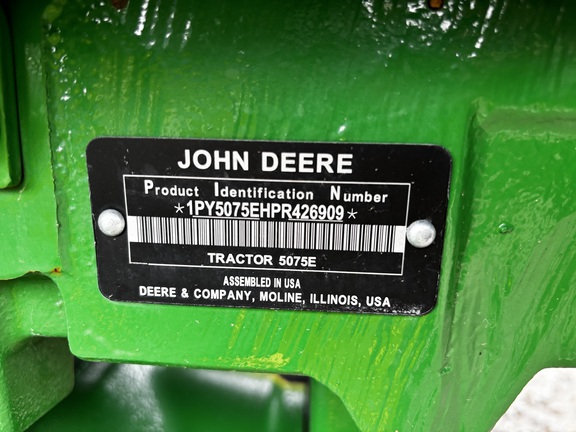 JOHN DEERE
Product Identification Number
*1PY5075EHPR426909*
TRACTOR 5075E
ASSEMBLED IN USA
DEERE & COMPANY, MOLINE, ILLINOIS, USA